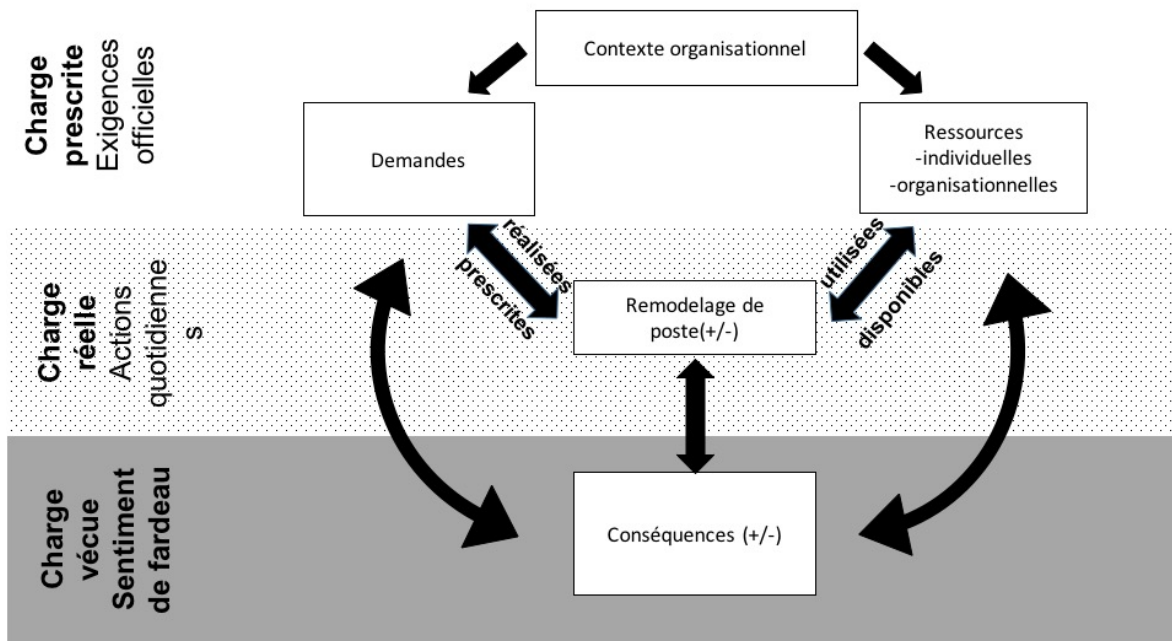 Charge
prescrite
Exigences
officielles
Contexte organisationnel
Demandes
Ressources
-individuelles
-organisationnelles
Charge
réelle
Actions
quotidienne
s
réalisées
prescrites
utilisées
disponibles
Remodelage de
poste(+/-)
Charge
vécue
Sentiment
de fardeau
Conséquences (+/-)